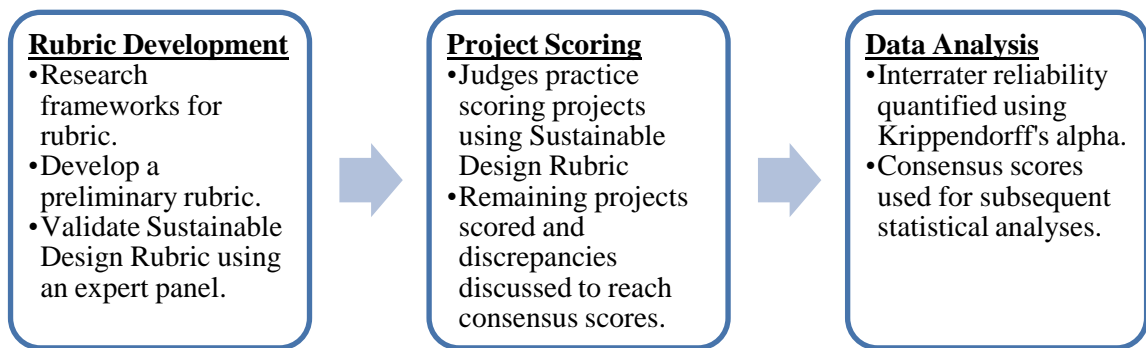 Rubric Development
•Research
frameworks for
rubric.
•Develop a
preliminary rubric.
•Validate Sustainable
Design Rubric using
an expert panel.
Project Scoring
•Judges practice
scoring projects
using Sustainable
Design Rubric
•Remaining projects
scored and
discrepancies
discussed to reach
consensus scores.
Data Analysis
•Interrater reliability
quantified using
Krippendorff's alpha.
•Consensus scores
used for subsequent
statistical analyses.